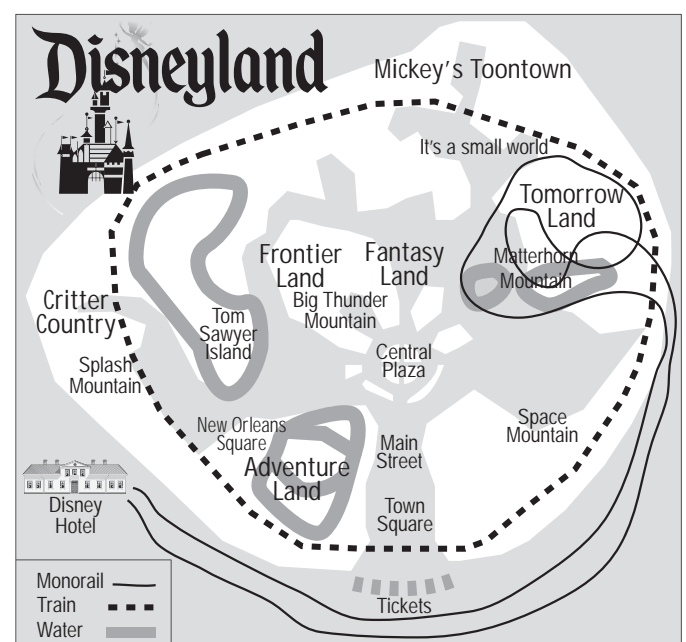 Disneyland
Mickey's Toontown
It's a small world
Tomorrow
Land
Matterhorn
Mountain
Frontier
Land
Fantasy
Land
Big Thunder
Mountain
Critter
Country
Tom
Sawyer
Island
Splash
Mountain
Central
Plaza
New Orleans
Square
Adventure
Land
Main
Street
Space
Mountain
Town
Square
Disney
Hotel
Tickets
Monorail
Train
Water